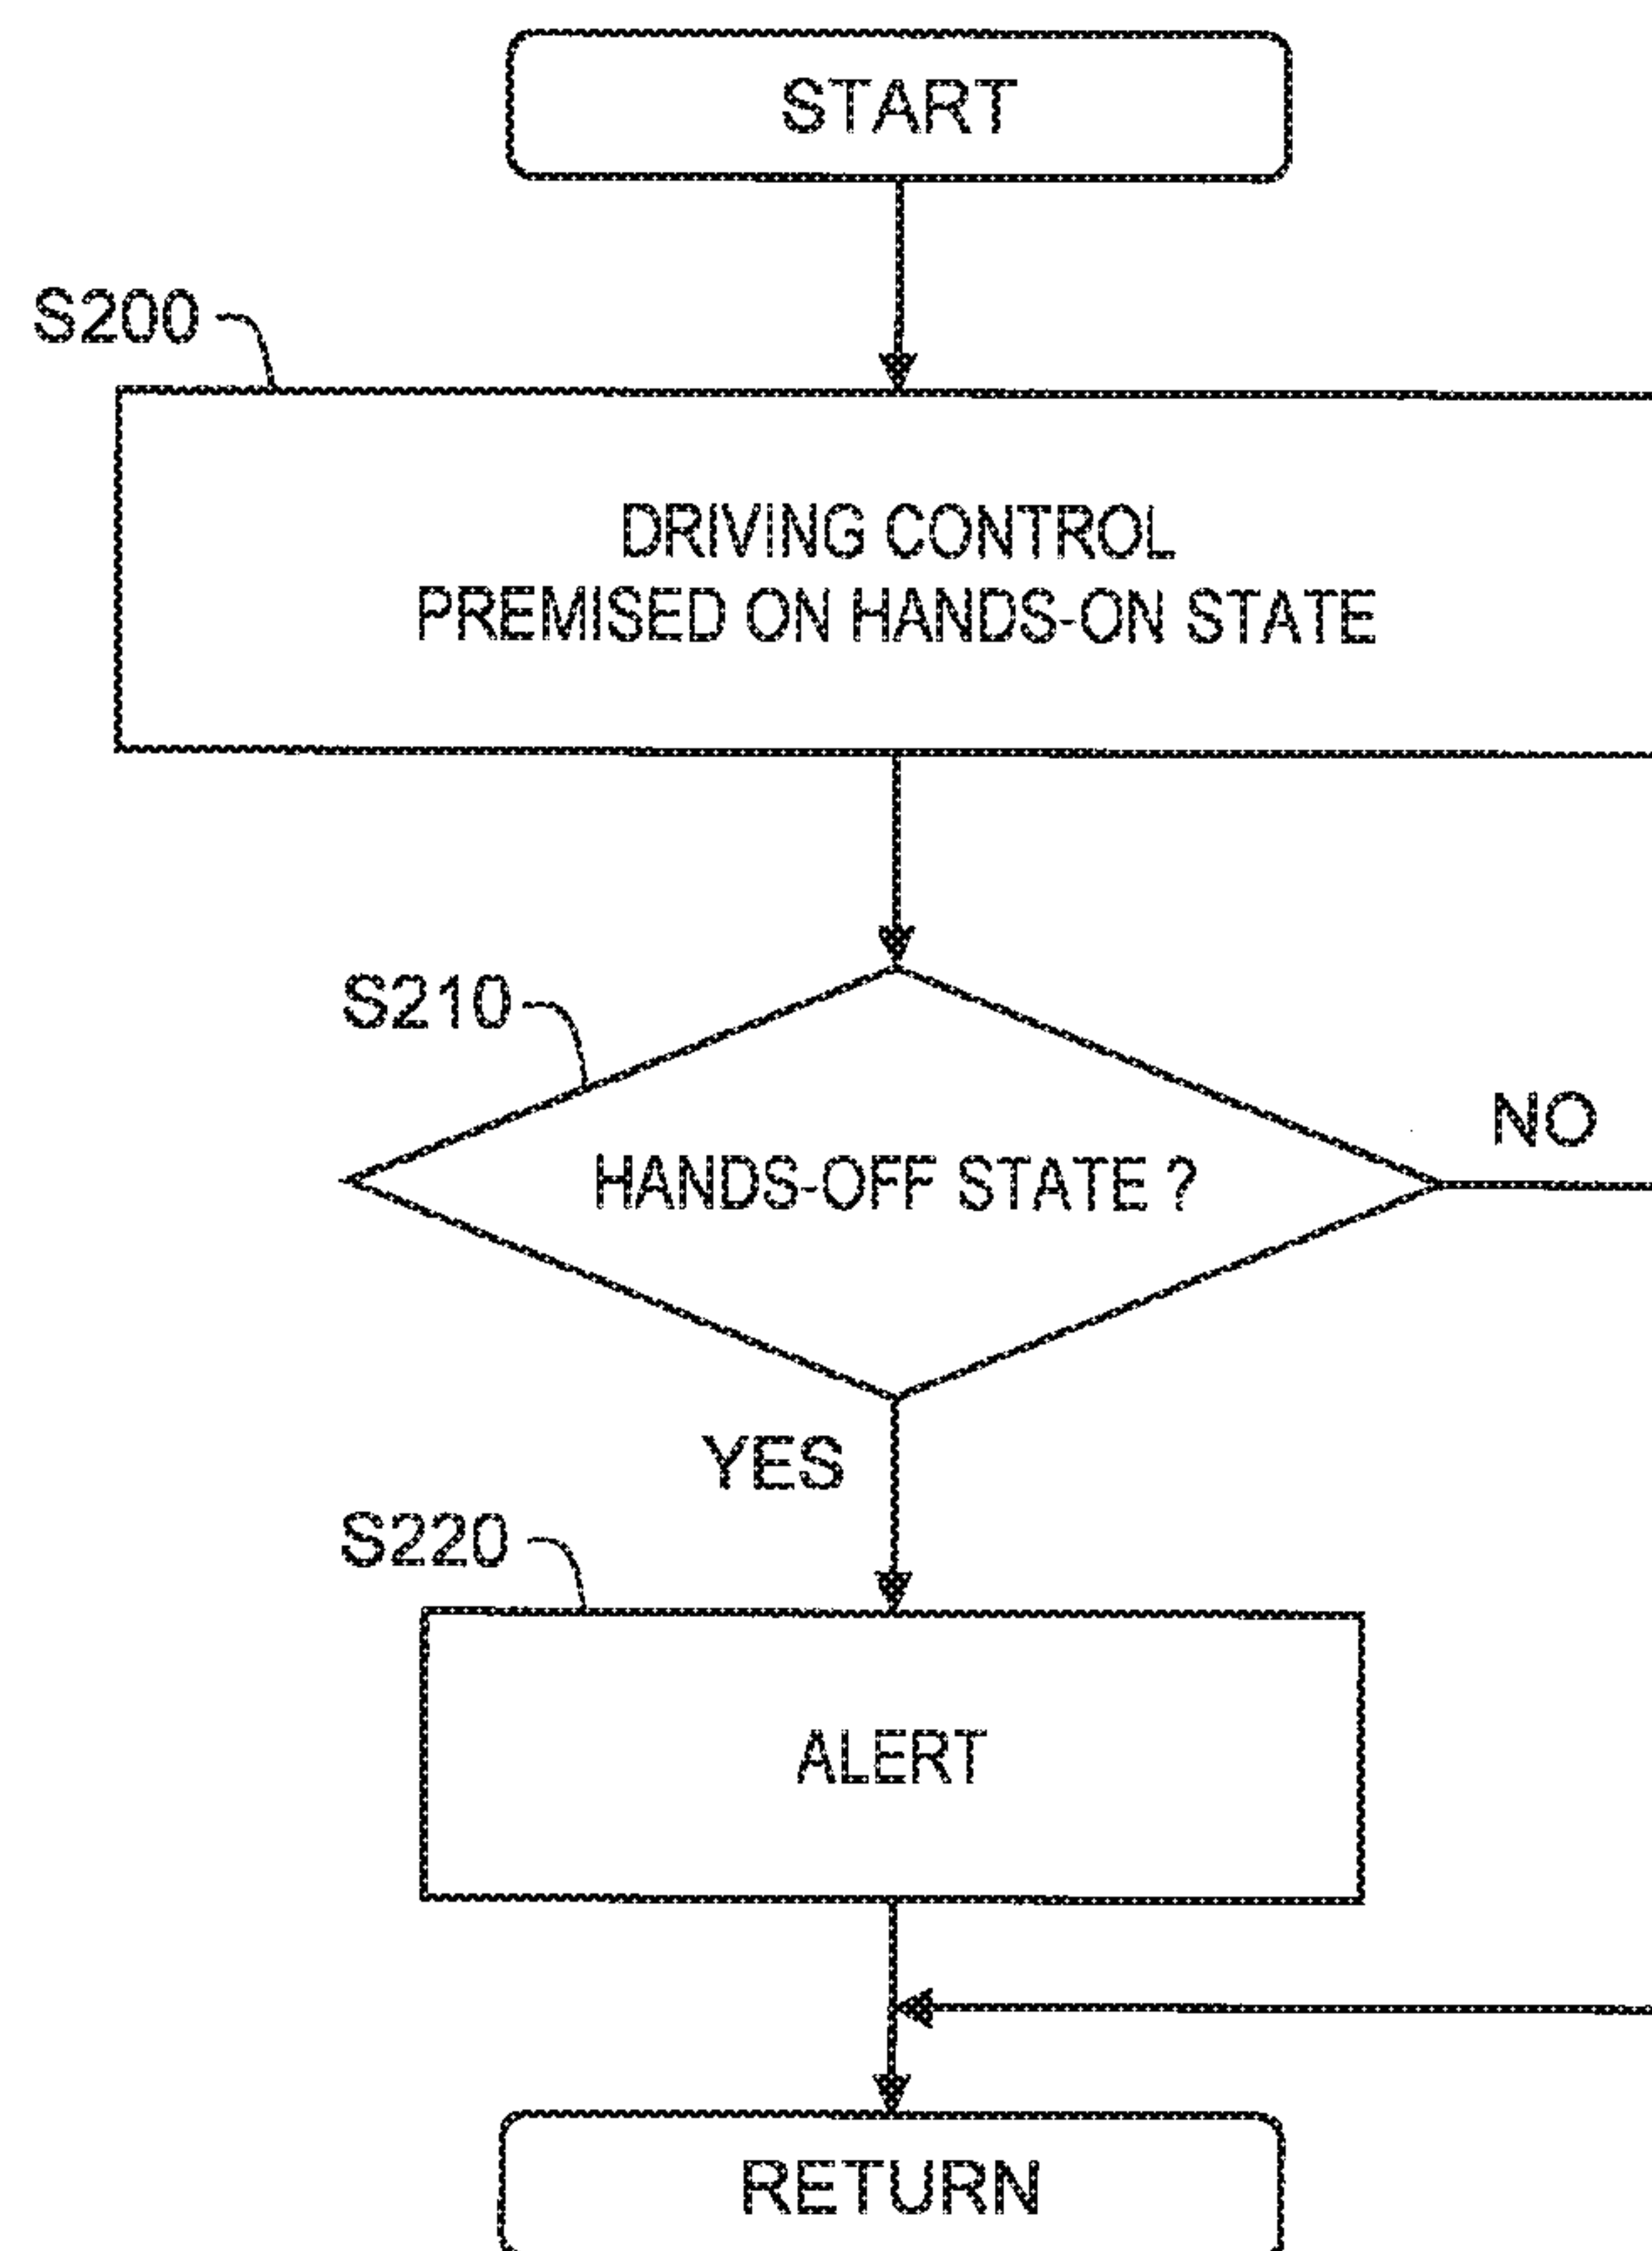 START
S200
DRIVING CONTROL
PREMISED ON HANDS-ON STATE
S210
NO
HANDS-OFF STATE ?
YES
S220
ALERT
RETURN